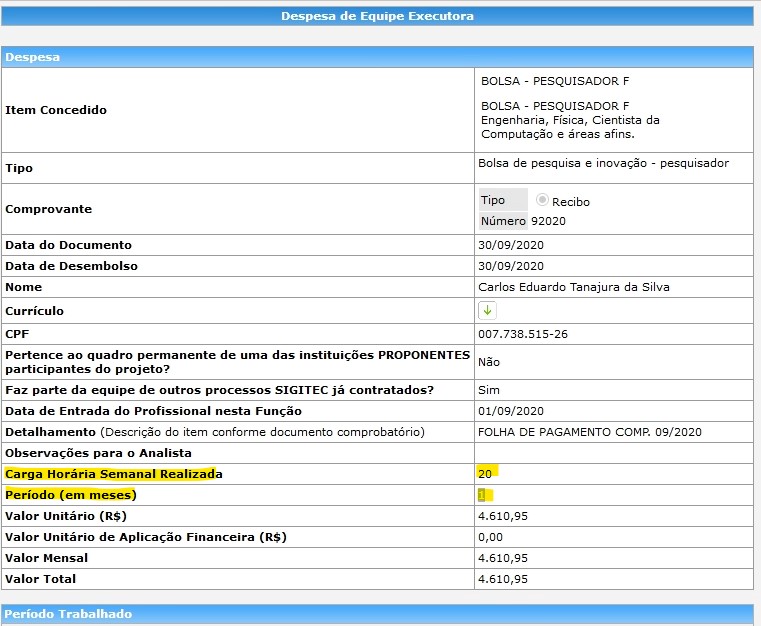 Despesa de Equipe Executora
Despesa
Item Concedido
BOLSA - PESQUISADOR F
BOLSA - PESQUISADOR F
Engenharia, Física, Cientista da
Computação e áreas afins.
Tipo
Bolsa de pesquisa e inovação - pesquisador
Comprovante
Tipo Recibo
Número 92020
Data do Documento 30/09/2020
Data de Desembolso 30/09/2020
Nome Carlos Eduardo Tanajura da Silva
Currículo
CPF 007.738.515-26
Pertence ao quadro permanente de uma das instituições PROPONENTES
participantes do projeto?
Não
Faz parte da equipe de outros processos SIGITEC já contratados? Sim
Data de Entrada do Profissional nesta Função 01/09/2020
Detalhamento (Descrição do item conforme documento comprobatório) FOLHA DE PAGAMENTO COMP. 09/2020
Observações para o Analista
Carga Horária Semanal Realizada 20
Período (em meses) 1
Valor Unitário (R$) 4.610,95
Valor Unitário de Aplicação Financeira (R$) 0,00
Valor Mensal 4.610,95
Valor Total 4.610,95
Período Trabalhado